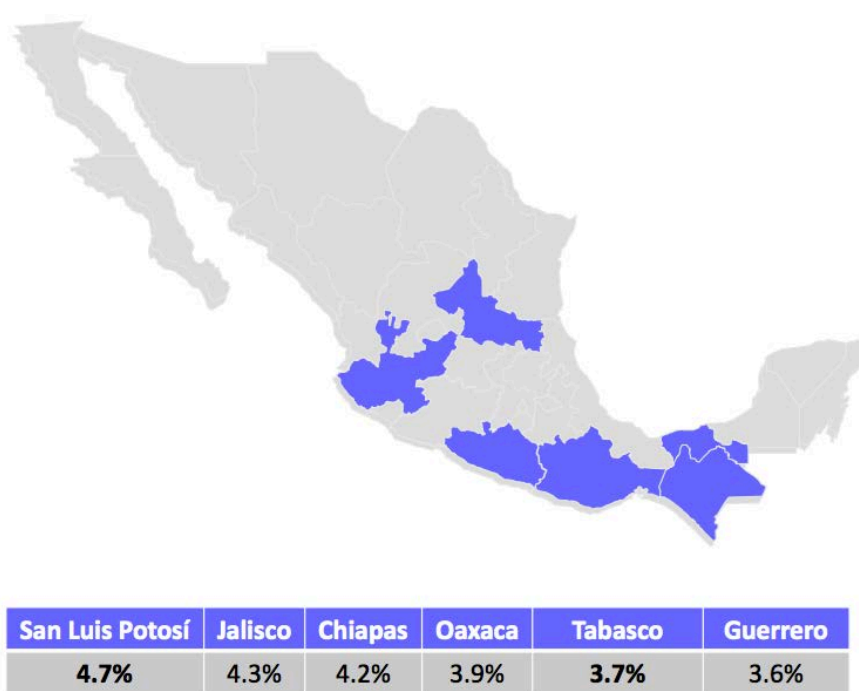 San Luis Potosí Jalisco Chiapas Oaxaca Tabasco Guerrero
4.7% 4.3% 4.2% 3.9% 3.7% 3.6%